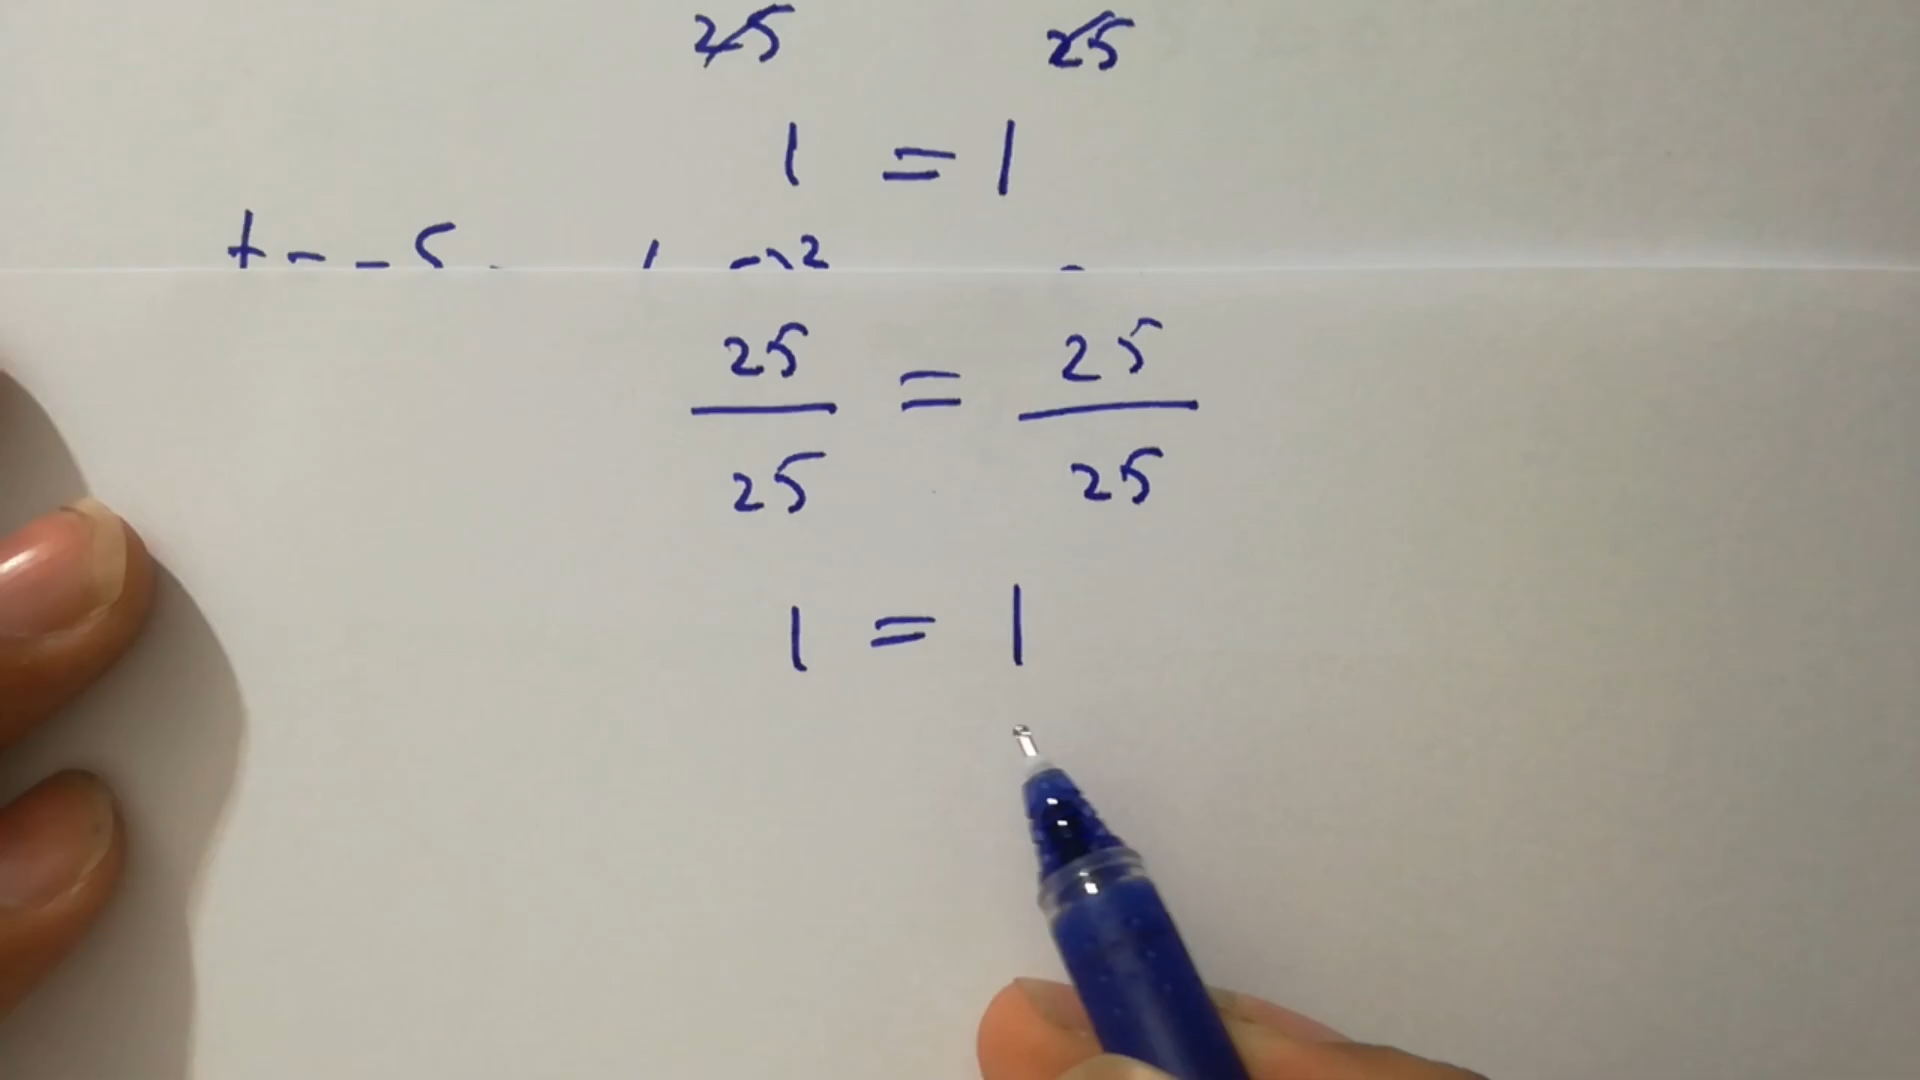 25 25
1 = 1
25/25 = 25/25
1 = 1